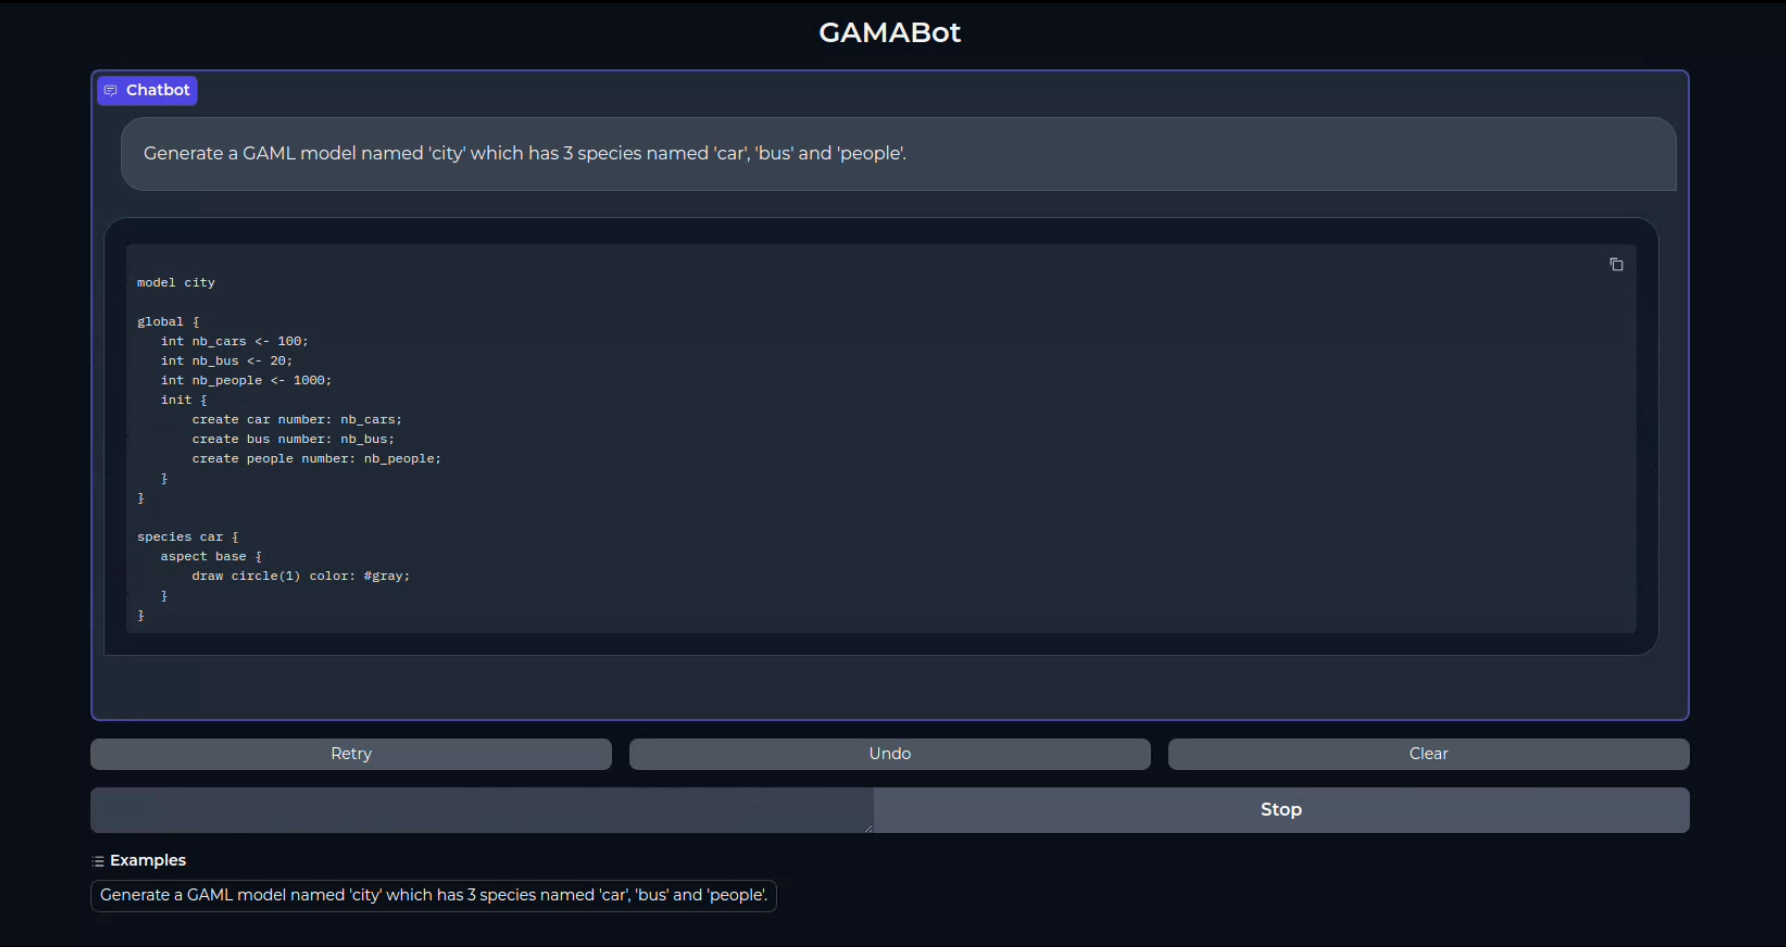 GAMABot
Chatbot
Generate a GAML model named 'city' which has 3 species named 'car', 'bus' and 'people'.
model city
global {
int nb_cars <- 100;
int nb_bus <- 20;
int nb_people <- 1000;
init {
create car number: nb_cars;
create bus number: nb_bus;
create people number: nb_people;
}
}
species car {
aspect base {
draw circle(1) color: #gray;
}
}
Retry Undo Clear
Stop
Examples
Generate a GAML model named 'city' which has 3 species named 'car', 'bus' and 'people'.